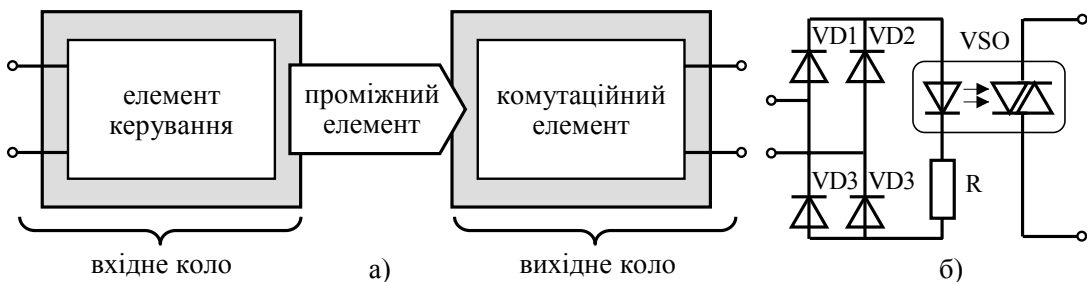 елемент
керування
проміжний
елемент
комутаційний
елемент
вхідне коло
а)
вихідне коло
VD1
VD2
VSO
VD3
VD3
R
б)